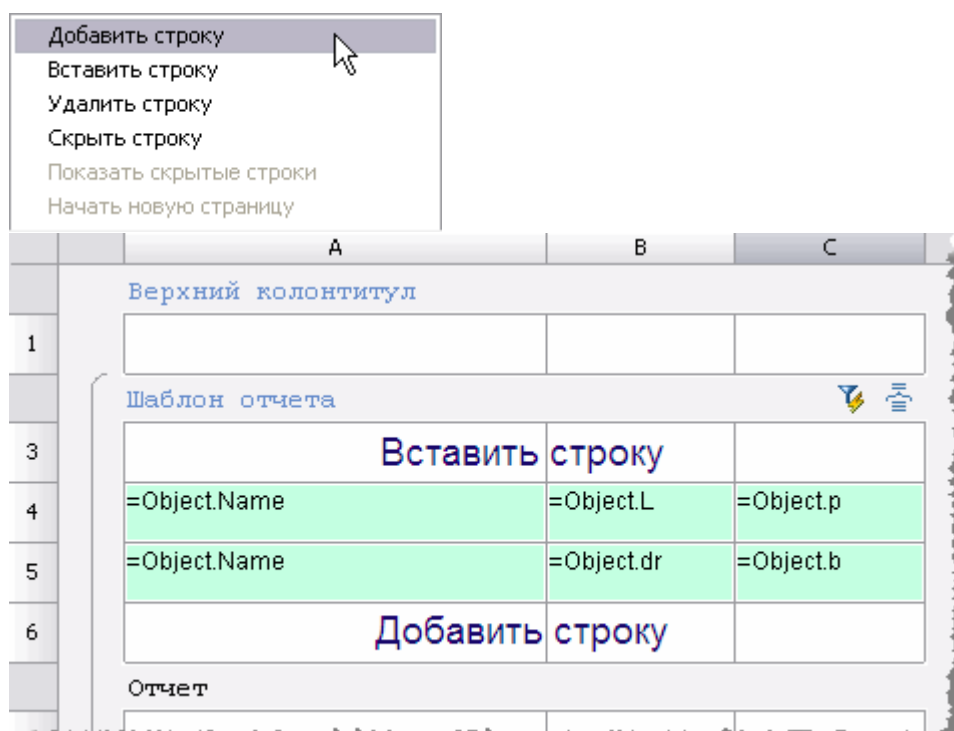 Добавить строку
Вставить строку
Удалить строку
Скрыть строку
Показать скрытые строки
Начать новую страницу
A B C
Верхний колонтитул
1
Шаблон отчета
3 Вставить строку
4 =Object.Name =Object.L =Object.p
5 =Object.Name =Object.dr =Object.b
6 Добавить строку
Отчет